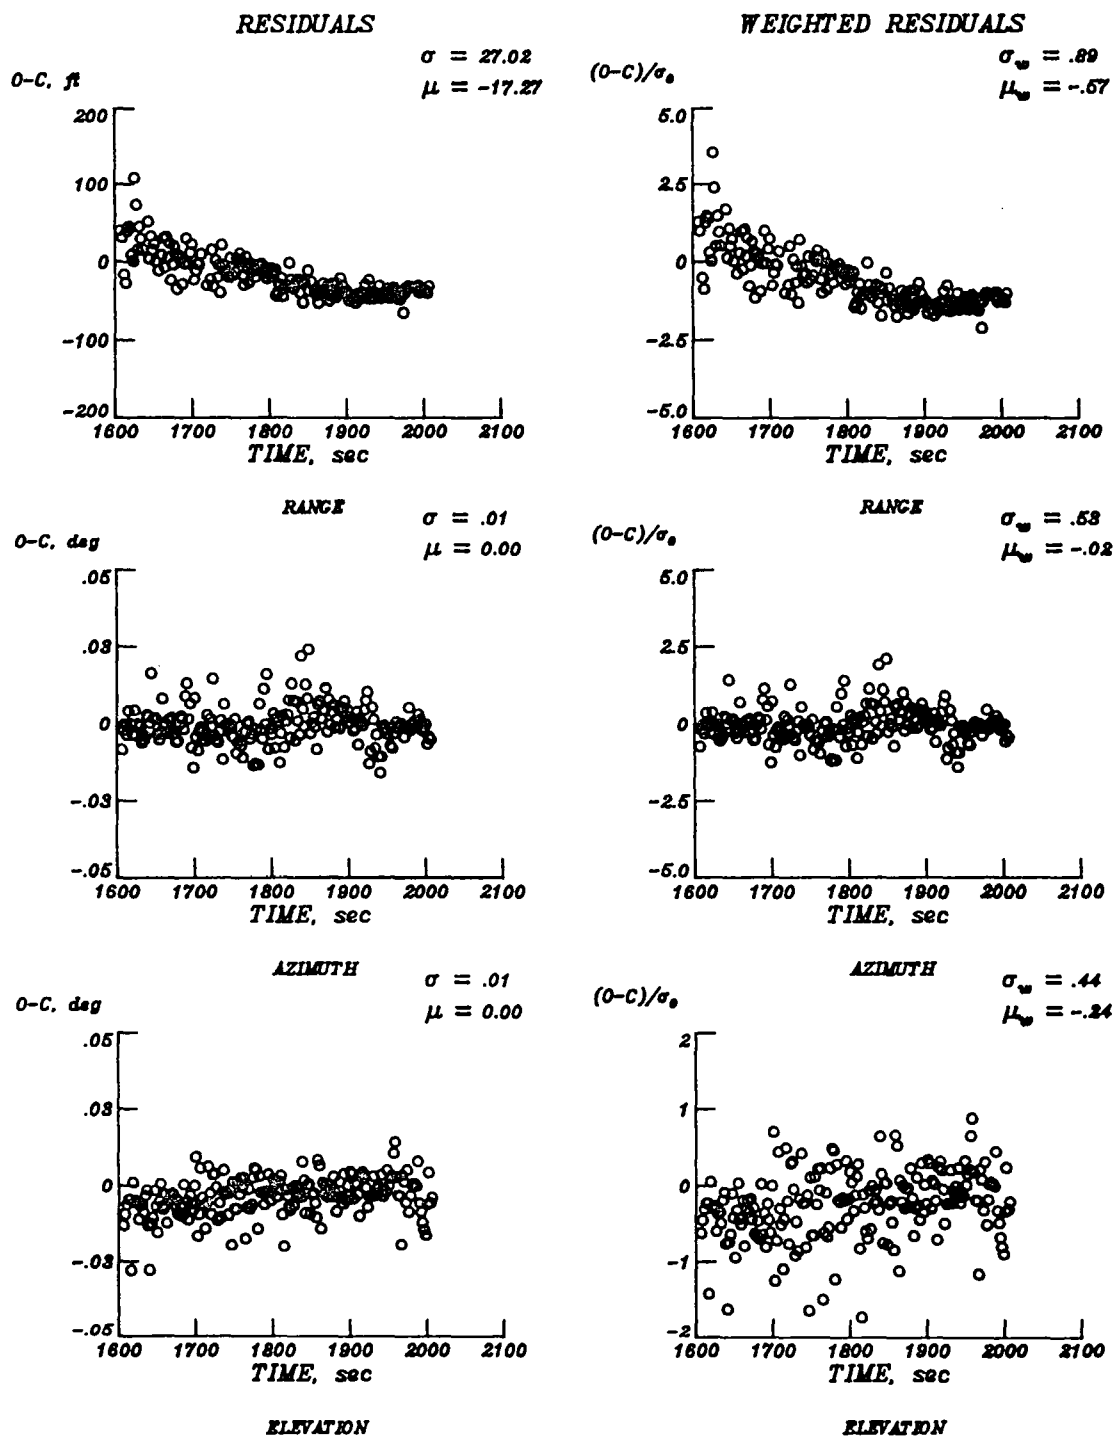 RESIDUALS
WEIGHTED RESIDUALS
O-C, ft
σ = 27.02
μ = -17.27
(O-C)/σₒ
σ_w = .89
μ_w = -.57
200
100
0
-100
-200
1600 1700 1800 1900 2000 2100
TIME, sec
RANGE
5.0
2.5
0
-2.5
-5.0
1600 1700 1800 1900 2000 2100
TIME, sec
RANGE
O-C, deg
σ = .01
μ = 0.00
(O-C)/σₒ
σ_w = .53
μ_w = -.02
.05
.03
0
-.03
-.05
1600 1700 1800 1900 2000 2100
TIME, sec
AZIMUTH
5.0
2.5
0
-2.5
-5.0
1600 1700 1800 1900 2000 2100
TIME, sec
AZIMUTH
O-C, deg
σ = .01
μ = 0.00
(O-C)/σₒ
σ_w = .44
μ_w = -.24
.05
.03
0
-.03
-.05
1600 1700 1800 1900 2000 2100
TIME, sec
ELEVATION
2
1
0
-1
-2
1600 1700 1800 1900 2000 2100
TIME, sec
ELEVATION